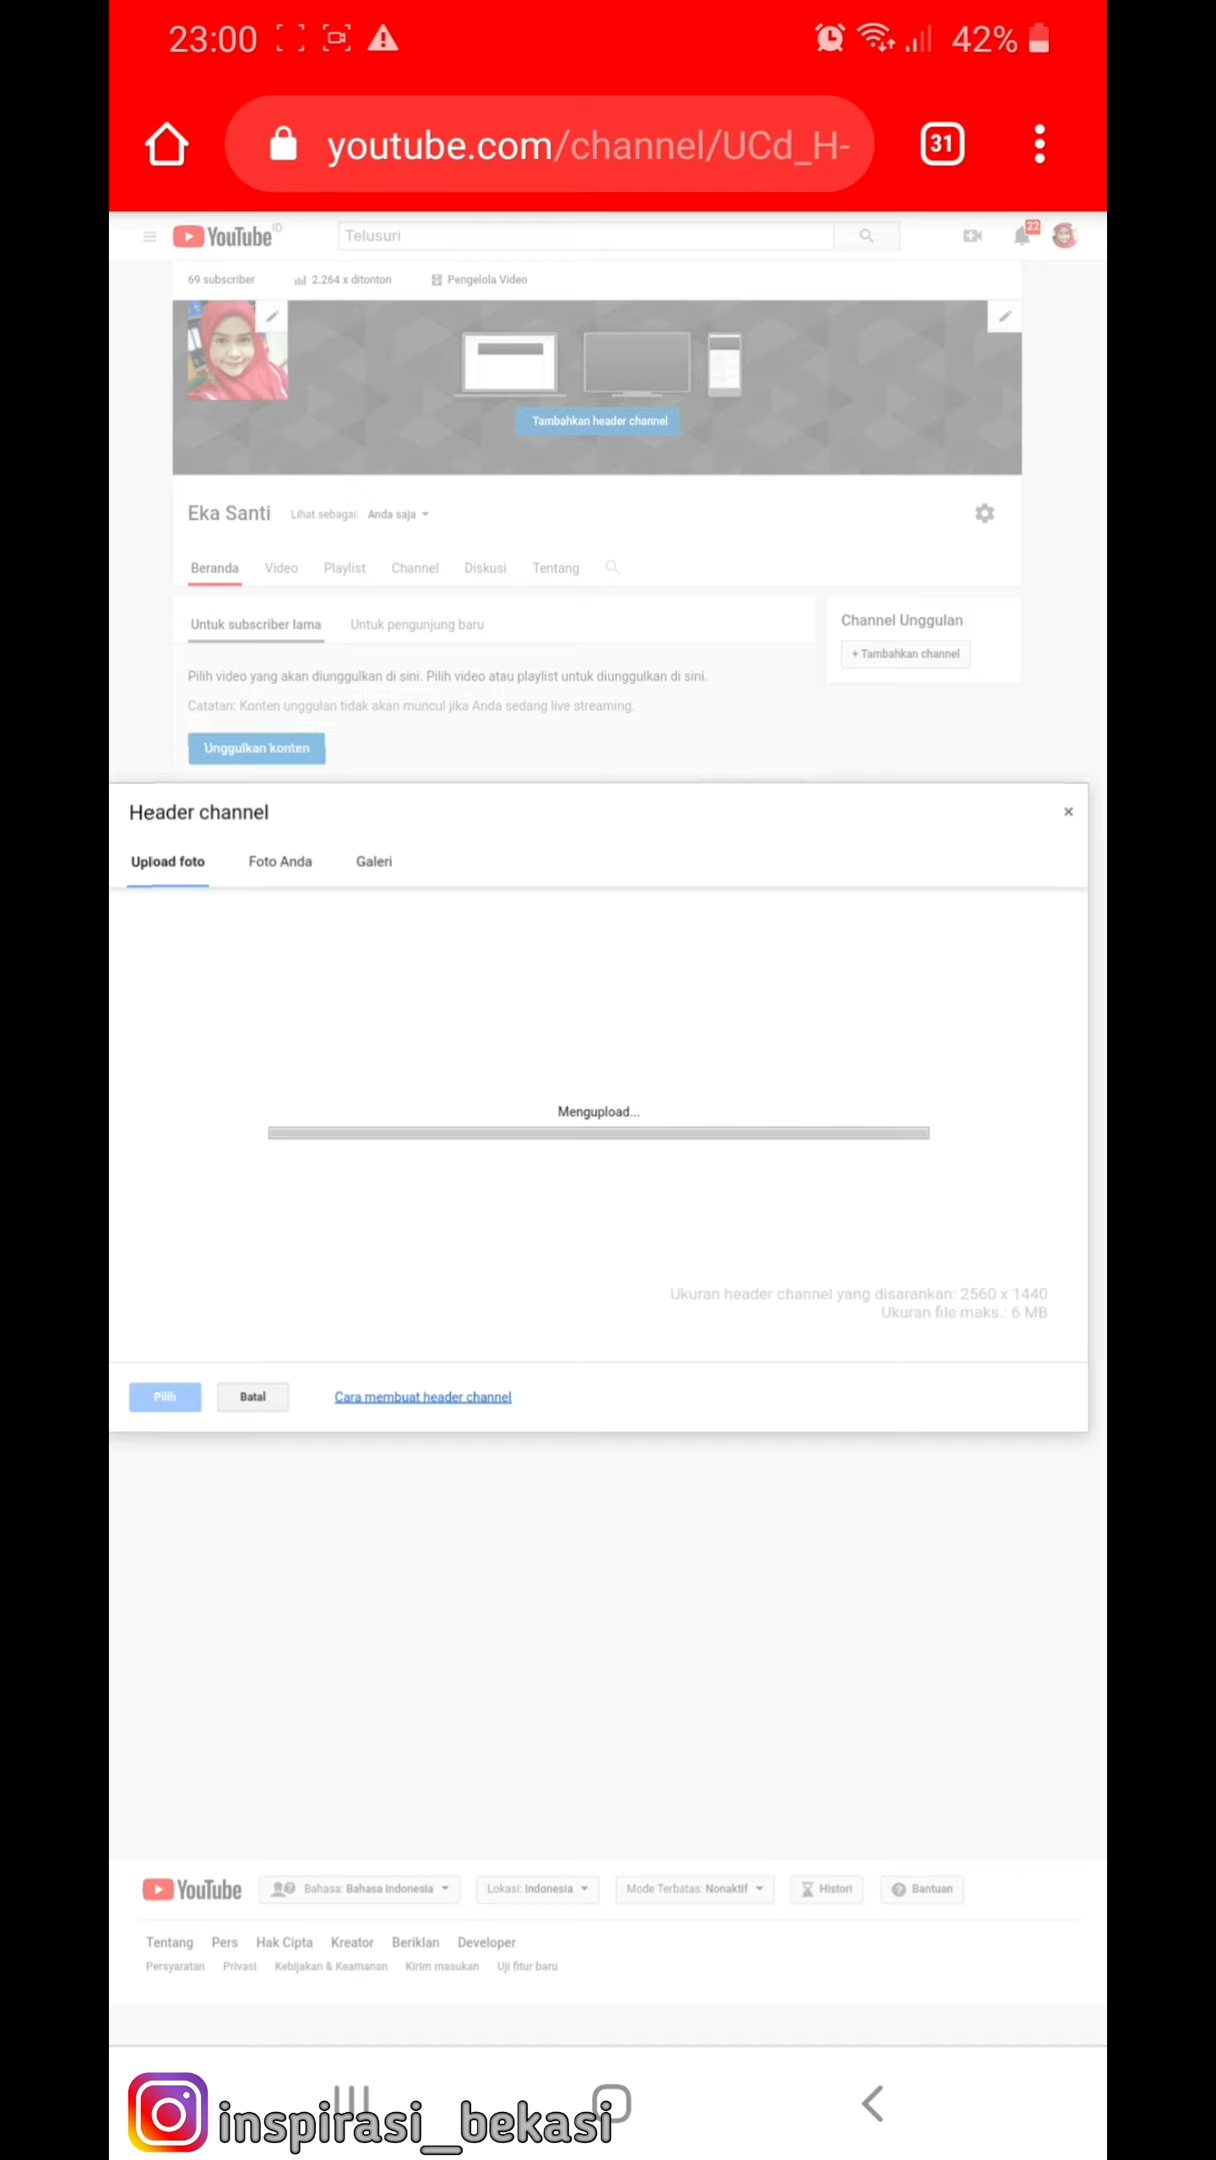 23:00 42%
youtube.com/channel/UCd_H- 31
YouTube ID Telusuri 22
69 subscriber 2.264 x ditonton Pengelola Video
Tambahkan header channel
Eka Santi Lihat sebagai: Anda saja
Beranda Video Playlist Channel Diskusi Tentang
Untuk subscriber lama Untuk pengunjung baru
Channel Unggulan
+ Tambahkan channel
Pilih video yang akan diunggulkan di sini. Pilih video atau playlist untuk diunggulkan di sini.
Catatan: Konten unggulan tidak akan muncul jika Anda sedang live streaming.
Unggulkan konten
Header channel ×
Upload foto Foto Anda Galeri
Mengupload...
Ukuran header channel yang disarankan: 2560 x 1440
Ukuran file maks.: 6 MB
Pilih Batal Cara membuat header channel
YouTube Bahasa: Bahasa Indonesia Lokasi: Indonesia Mode Terbatas: Nonaktif Histori Bantuan
Tentang Pers Hak Cipta Kreator Beriklan Developer
Persyaratan Privasi Kebijakan & Keamanan Kirim masukan Uji fitur baru
inspirasi_bekasi